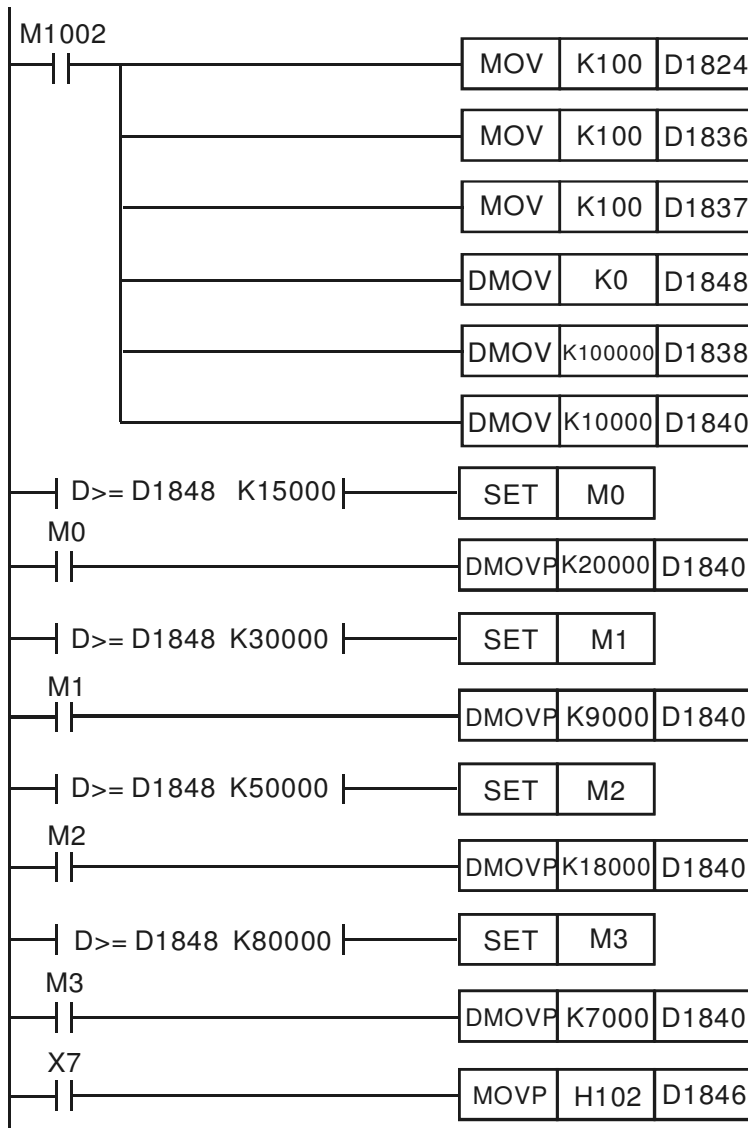 M1002
MOV K100 D1824
MOV K100 D1836
MOV K100 D1837
DMOV K0 D1848
DMOV K100000 D1838
DMOV K10000 D1840
D>= D1848 K15000 SET M0
M0
DMOVP K20000 D1840
D>= D1848 K30000 SET M1
M1
DMOVP K9000 D1840
D>= D1848 K50000 SET M2
M2
DMOVP K18000 D1840
D>= D1848 K80000 SET M3
M3
DMOVP K7000 D1840
X7
MOVP H102 D1846